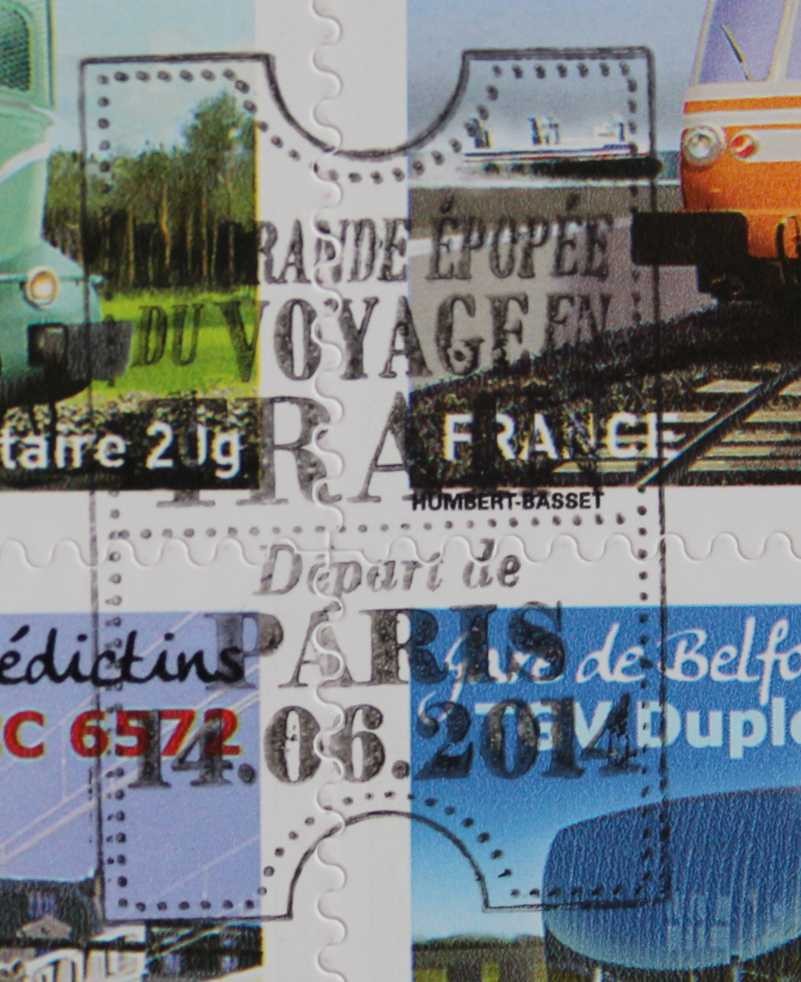 RANDE ÉPOPÉE
DU VOYAGE EN
TRA
taire 20g
FRANCE
HUMBERT-BASSET
Départ de
PARIS
14.06.2014
édictins
C 6572
Gare de Belfo
TGV Duple